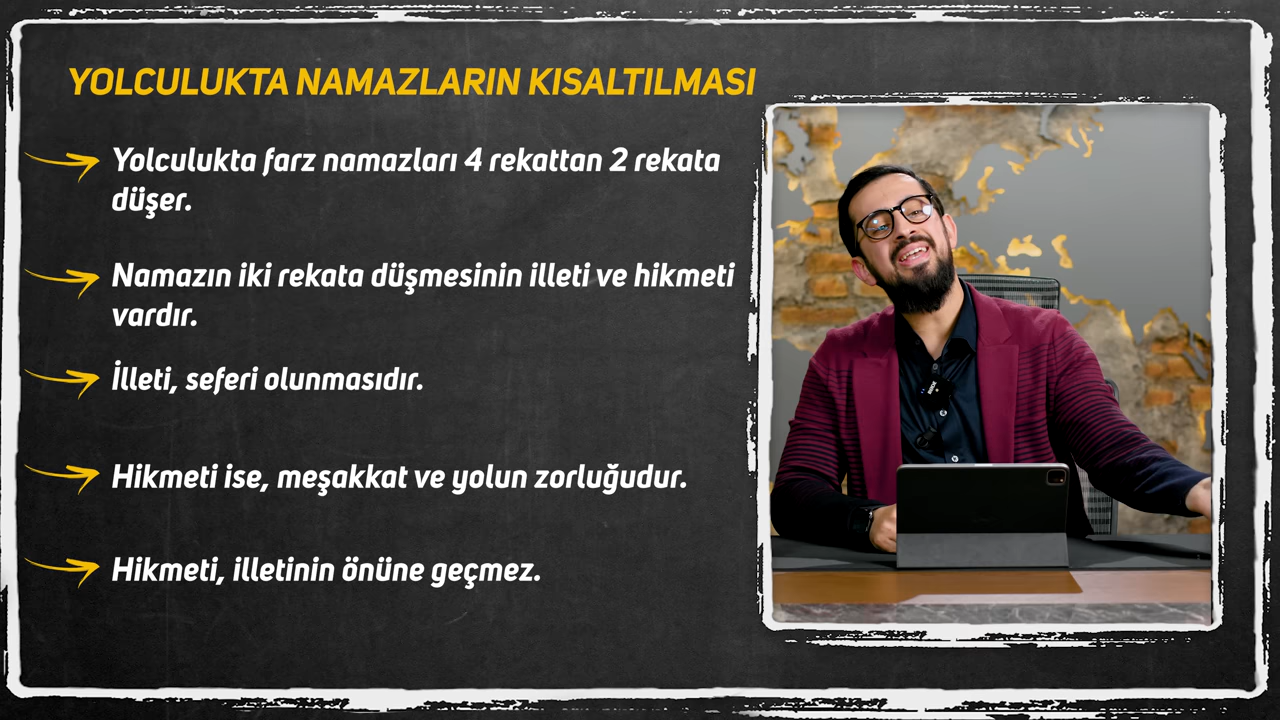 YOLCULUKTA NAMAZLARIN KISALTILMASI
Yolculukta farz namazları 4 rekattan 2 rekata
düşer.
Namazın iki rekata düşmesinin illeti ve hikmeti
vardır.
İlleti, seferi olunmasıdır.
Hikmeti ise, meşakkat ve yolun zorluğudur.
Hikmeti, illetinin önüne geçmez.
RODE